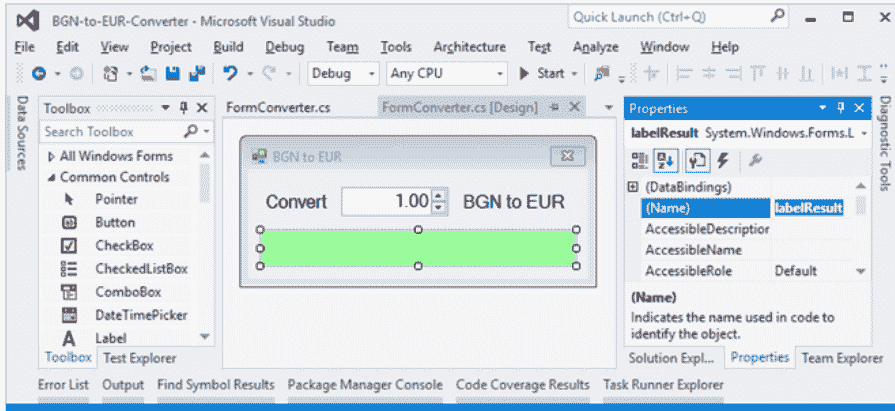 BGN-to-EUR-Converter - Microsoft Visual Studio
Quick Launch (Ctrl+Q)
File Edit View Project Build Debug Team Tools Architecture Test Analyze Window Help
Debug Any CPU Start
Data Sources
Toolbox
Search Toolbox
All Windows Forms
Common Controls
Pointer
Button
CheckBox
CheckedListBox
ComboBox
DateTimePicker
Label
Toolbox Test Explorer
FormConverter.cs FormConverter.cs [Design]
BGN to EUR
Convert 1.00 BGN to EUR
Properties
labelResult System.Windows.Forms.L
(DataBindings)
(Name) labelResult
AccessibleDescription
AccessibleName
AccessibleRole Default
(Name)
Indicates the name used in code to
identify the object.
Solution Expl... Properties Team Explorer
Diagnostic Tools
Error List Output Find Symbol Results Package Manager Console Code Coverage Results Task Runner Explorer